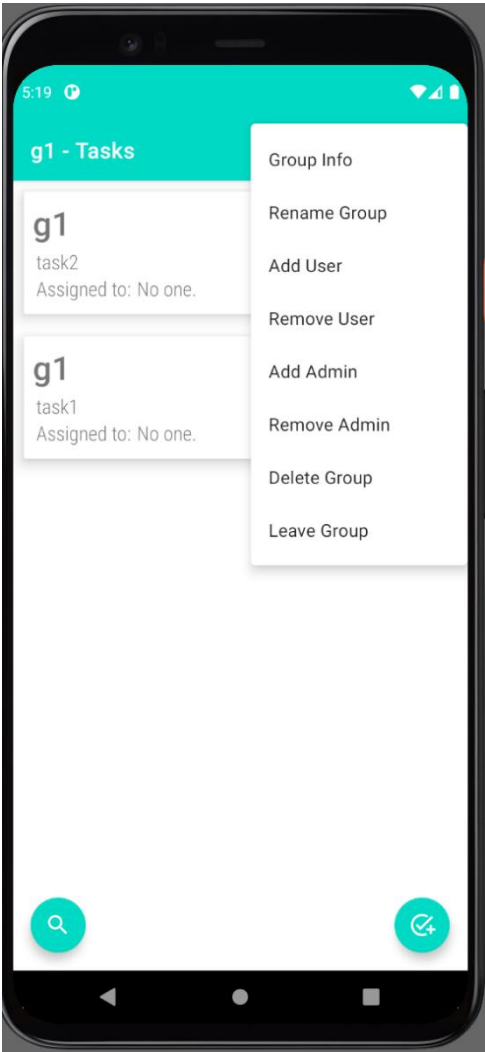 5:19
g1 - Tasks
Group Info
Rename Group
Add User
Remove User
Add Admin
Remove Admin
Delete Group
Leave Group
g1
task2
Assigned to: No one.
g1
task1
Assigned to: No one.